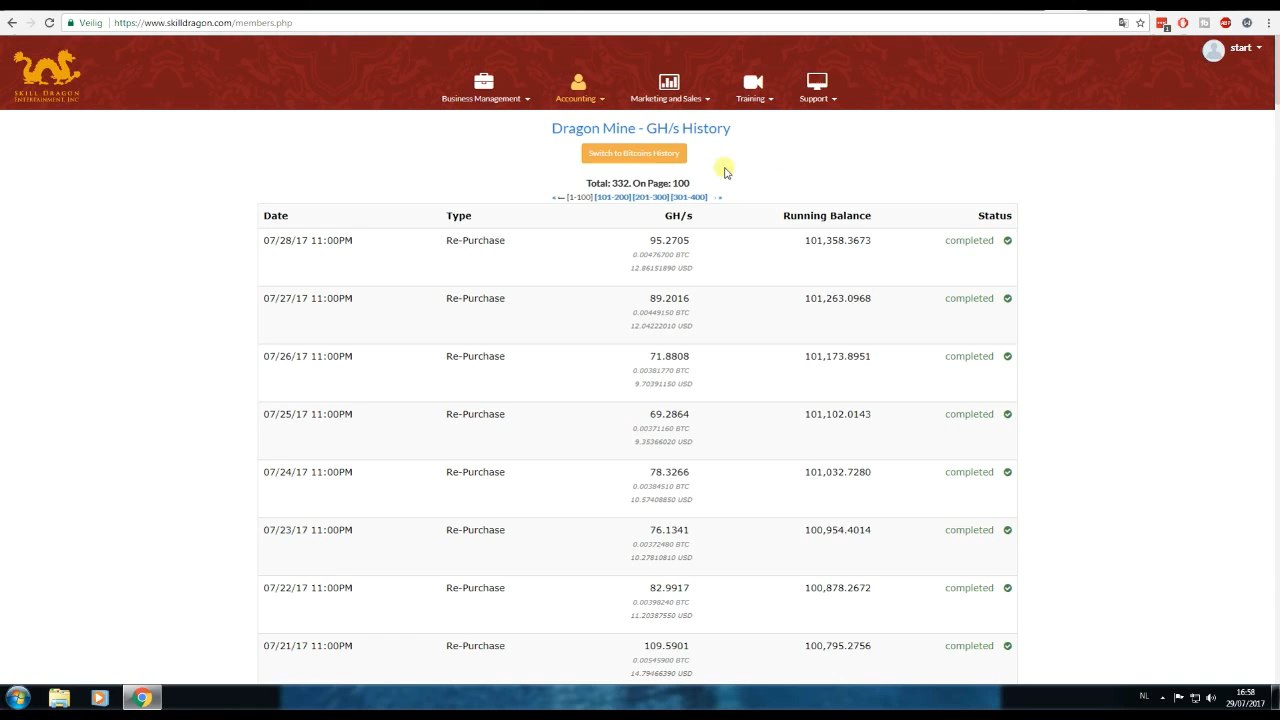 Veilig https://www.skilldragon.com/members.php
1
start
SKILL DRAGON
ENTERTAINMENT, INC
Business Management Accounting Marketing and Sales Training Support
Dragon Mine - GH/s History
Switch to Bitcoins History
Total: 332. On Page: 100
« ← [1-100] [101-200] [201-300] [301-400] → »
Date Type GH/s Running Balance Status
07/28/17 11:00PM Re-Purchase 95.2705 101,358.3673 completed
0.00476700 BTC
12.86151890 USD
07/27/17 11:00PM Re-Purchase 89.2016 101,263.0968 completed
0.00449150 BTC
12.04222010 USD
07/26/17 11:00PM Re-Purchase 71.8808 101,173.8951 completed
0.00381770 BTC
9.70391150 USD
07/25/17 11:00PM Re-Purchase 69.2864 101,102.0143 completed
0.00371160 BTC
9.35366020 USD
07/24/17 11:00PM Re-Purchase 78.3266 101,032.7280 completed
0.00384510 BTC
10.57408850 USD
07/23/17 11:00PM Re-Purchase 76.1341 100,954.4014 completed
0.00372480 BTC
10.27810810 USD
07/22/17 11:00PM Re-Purchase 82.9917 100,878.2672 completed
0.00398240 BTC
11.20387550 USD
07/21/17 11:00PM Re-Purchase 109.5901 100,795.2756 completed
0.00545900 BTC
14.79466390 USD
NL
16:58
29/07/2017